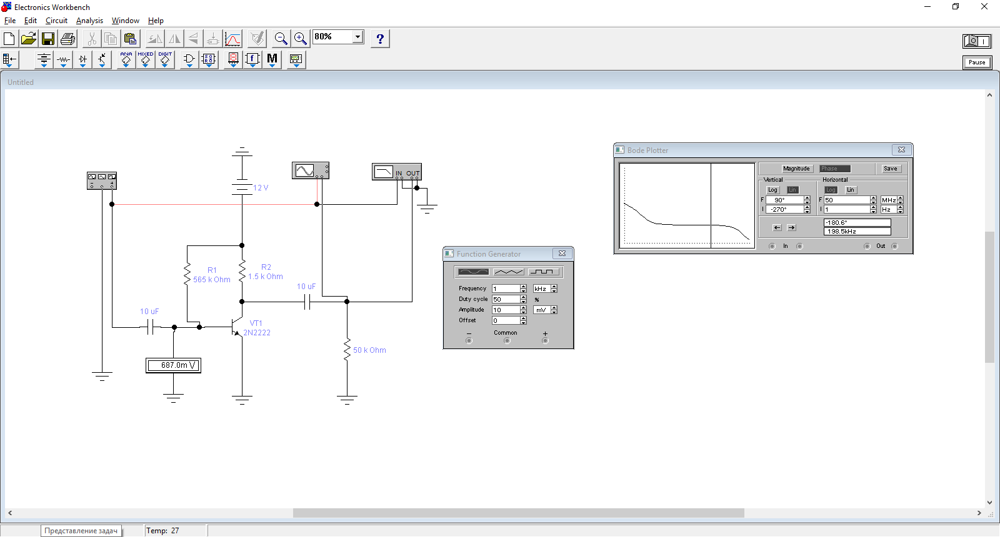 Electronics Workbench
File Edit Circuit Analysis Window Help
80%
?
ANA MIXED DIGIT
f M
Pause
Untitled
12 V
IN OUT
R1
565 k Ohm
R2
1.5 k Ohm
10 uF
10 uF
VT1
2N2222
687.0m V
50 k Ohm
Function Generator
Frequency 1 kHz
Duty cycle 50 %
Amplitude 10 mV
Offset 0
− Common +
Bode Plotter
Magnitude Phase Save
Vertical Horizontal
Log Lin Log Lin
F 90° F 50 MHz
I -270° I 1 Hz
← →
-180.6°
198.5kHz
In Out
Представление задач
Temp: 27